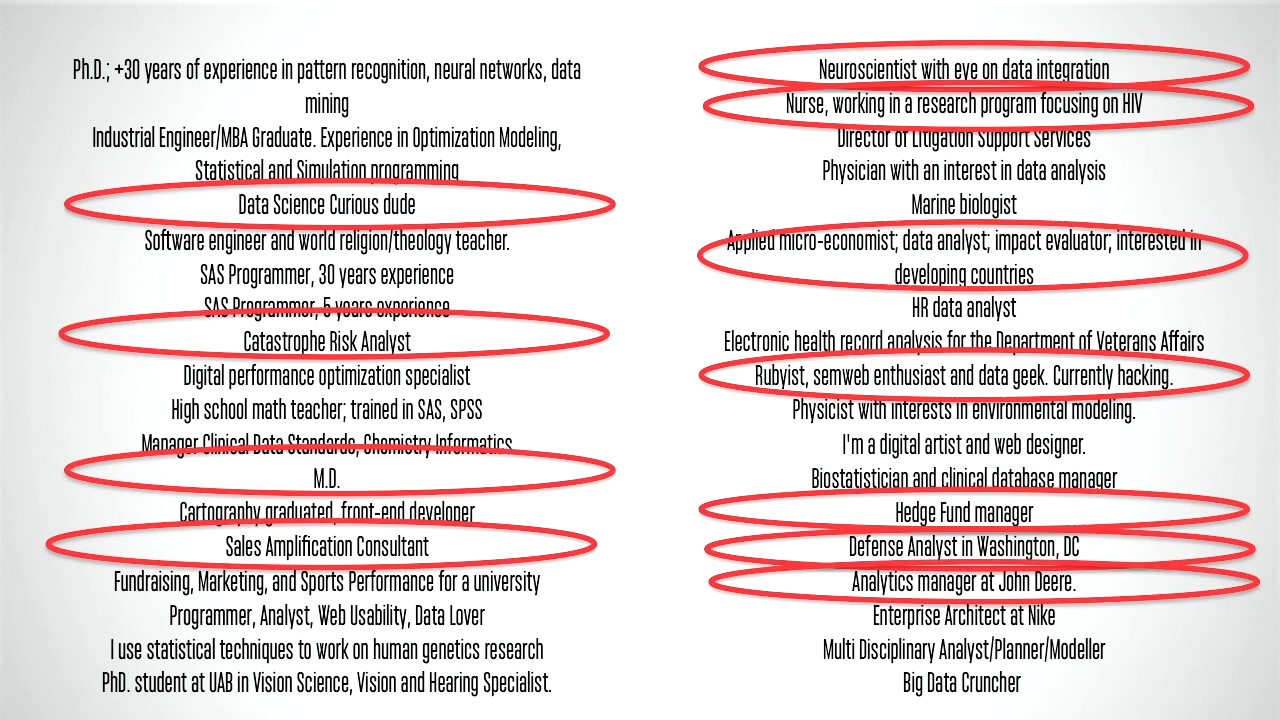 Ph.D.; +30 years of experience in pattern recognition, neural networks, data
mining
Industrial Engineer/MBA Graduate. Experience in Optimization Modeling,
Statistical and Simulation programming
Data Science Curious dude
Software engineer and world religion/theology teacher.
SAS Programmer, 30 years experience
SAS Programmer, 5 years experience
Catastrophe Risk Analyst
Digital performance optimization specialist
High school math teacher; trained in SAS, SPSS
Manager Clinical Data Standards, Chemistry Informatics
M.D.
Cartography graduated, front-end developer
Sales Amplification Consultant
Fundraising, Marketing, and Sports Performance for a university
Programmer, Analyst, Web Usability, Data Lover
I use statistical techniques to work on human genetics research
PhD. student at UAB in Vision Science, Vision and Hearing Specialist.
Neuroscientist with eye on data integration
Nurse, working in a research program focusing on HIV
Director of Litigation Support Services
Physician with an interest in data analysis
Marine biologist
Applied micro-economist; data analyst; impact evaluator; interested in
developing countries
HR data analyst
Electronic health record analysis for the Department of Veterans Affairs
Rubyist, semweb enthusiast and data geek. Currently hacking.
Physicist with interests in environmental modeling.
I'm a digital artist and web designer.
Biostatistician and clinical database manager
Hedge Fund manager
Defense Analyst in Washington, DC
Analytics manager at John Deere.
Enterprise Architect at Nike
Multi Disciplinary Analyst/Planner/Modeller
Big Data Cruncher